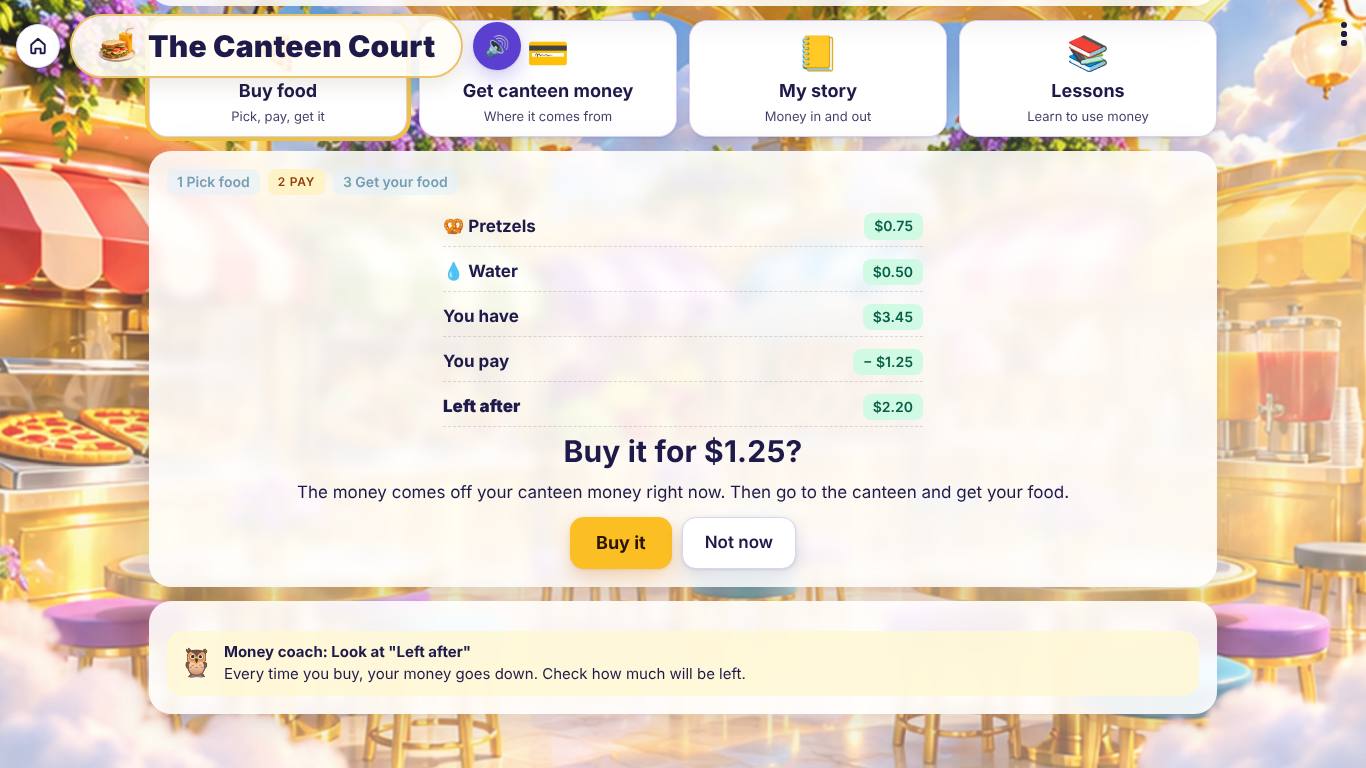 The Canteen Court
Buy food
Pick, pay, get it
Get canteen money
Where it comes from
My story
Money in and out
Lessons
Learn to use money
1 Pick food
2 PAY
3 Get your food
Pretzels $0.75
Water $0.50
You have $3.45
You pay − $1.25
Left after $2.20
Buy it for $1.25?
The money comes off your canteen money right now. Then go to the canteen and get your food.
Buy it
Not now
Money coach: Look at "Left after"
Every time you buy, your money goes down. Check how much will be left.